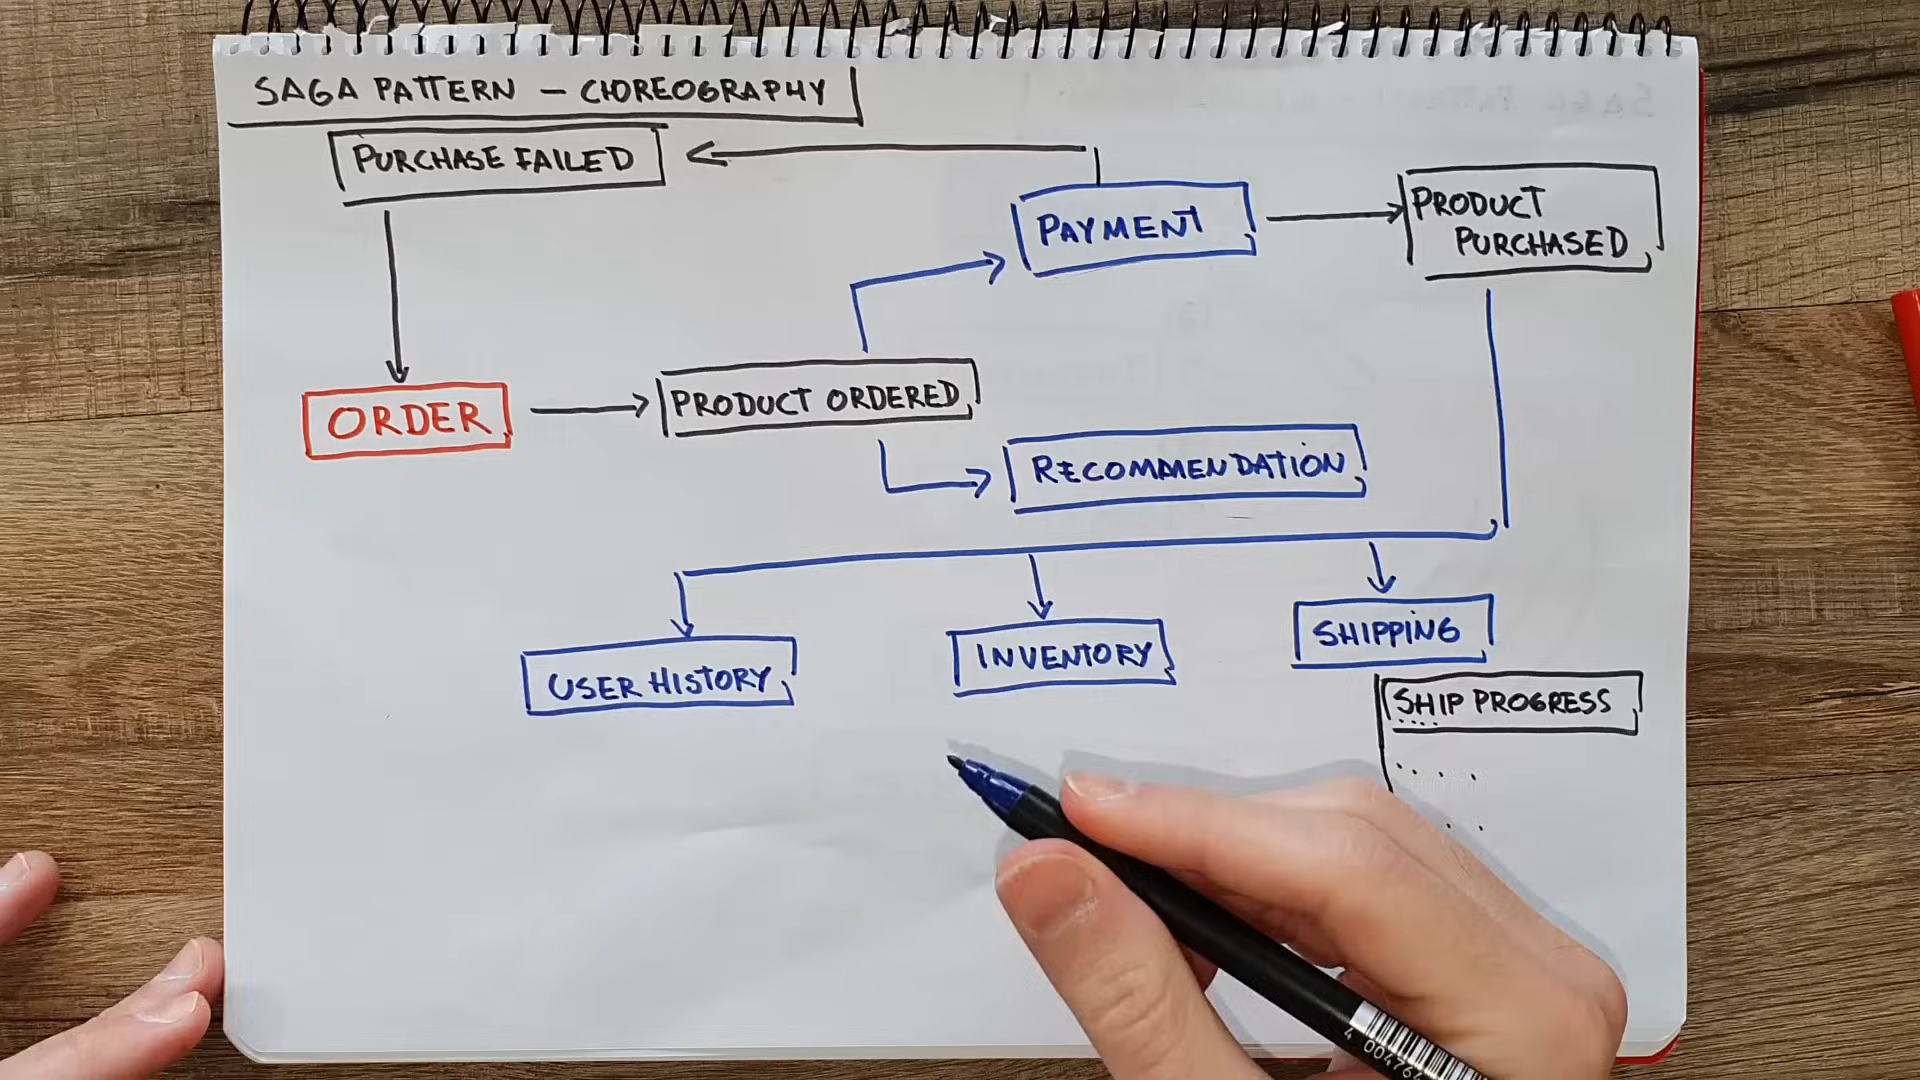 SAGA PATTERN – CHOREOGRAPHY
PURCHASE FAILED
PAYMENT
PRODUCT
PURCHASED
ORDER
PRODUCT ORDERED
RECOMMENDATION
USER HISTORY
INVENTORY
SHIPPING
SHIP PROGRESS